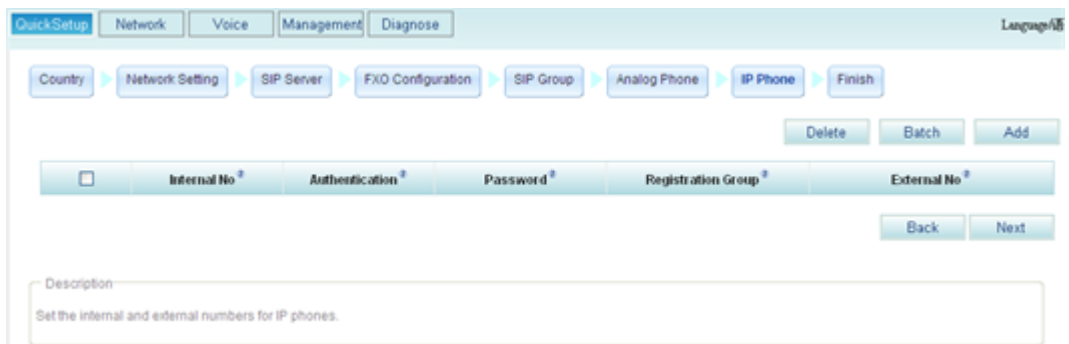 QuickSetup Network Voice Management Diagnose Language/语
Country Network Setting SIP Server FXO Configuration SIP Group Analog Phone IP Phone Finish
Delete Batch Add
Internal No Authentication Password Registration Group External No
Back Next
Description
Set the internal and external numbers for IP phones.